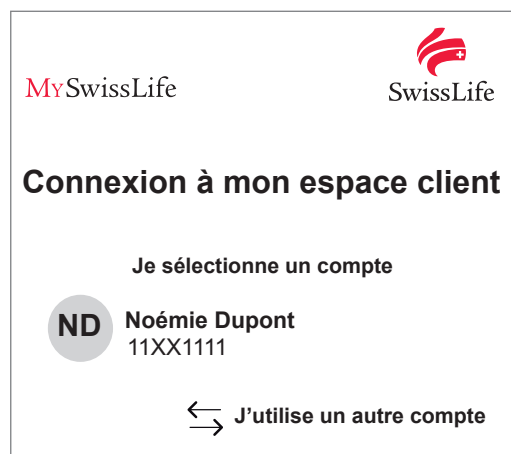 MySwissLife
SwissLife
Connexion à mon espace client
Je sélectionne un compte
ND
Noémie Dupont
11XX1111
J’utilise un autre compte